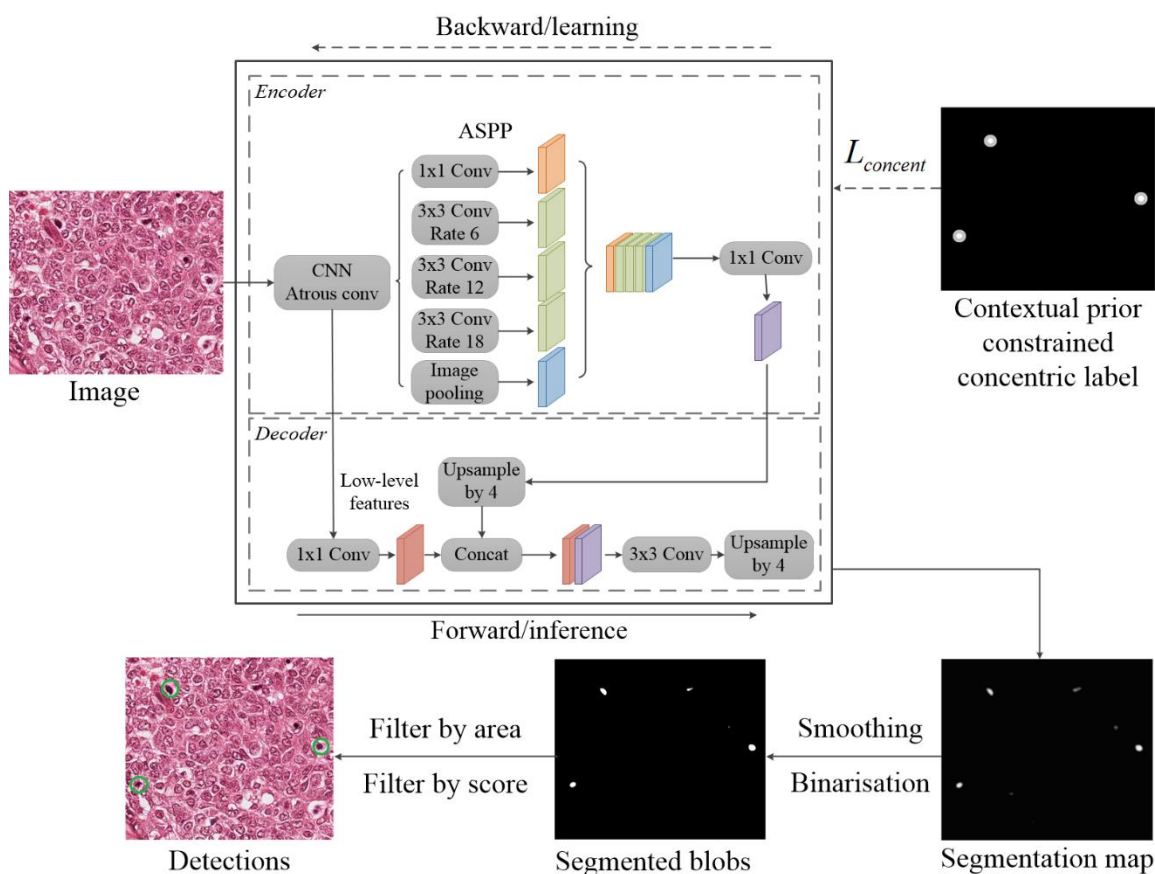 Backward/learning
Encoder
ASPP
1x1 Conv
3x3 Conv
Rate 6
3x3 Conv
Rate 12
3x3 Conv
Rate 18
Image
pooling
CNN
Atrous conv
1x1 Conv
Image
L_concent
Contextual prior
constrained
concentric label
Decoder
Low-level
features
Upsample
by 4
1x1 Conv
Concat
3x3 Conv
Upsample
by 4
Forward/inference
Filter by area
Filter by score
Smoothing
Binarisation
Detections
Segmented blobs
Segmentation map